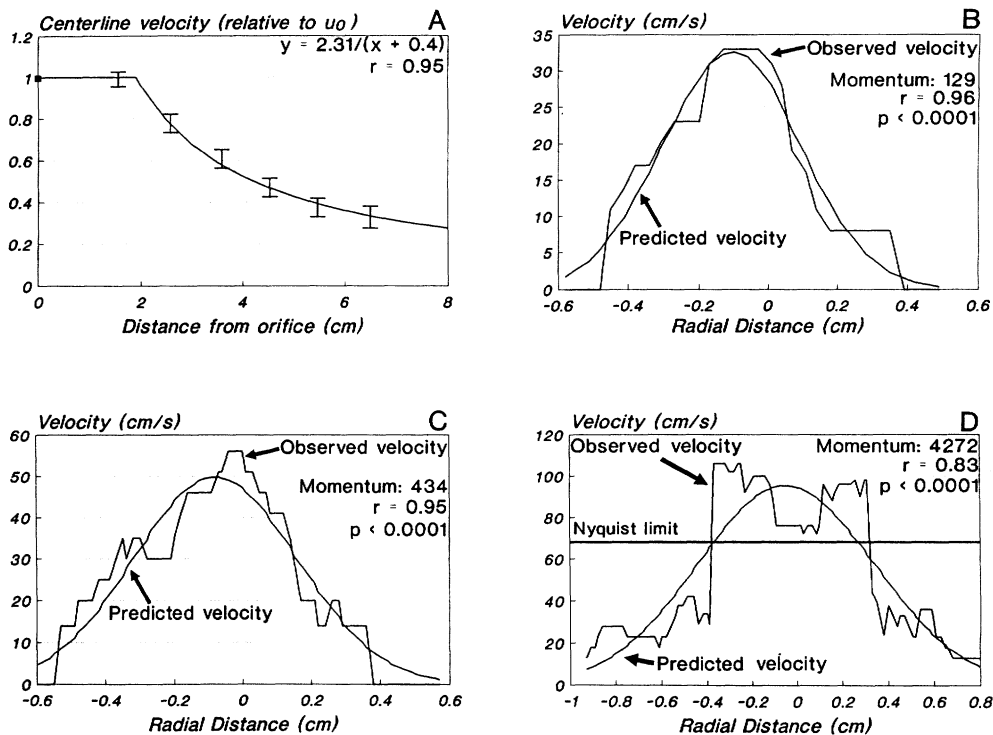 Centerline velocity (relative to u0)
A
y = 2.31/(x + 0.4)
r = 0.95
1.2
1
0.8
0.6
0.4
0.2
0
0 2 4 6 8
Distance from orifice (cm)
Velocity (cm/s)
B
Observed velocity
Momentum: 129
r = 0.96
p < 0.0001
Predicted velocity
35
30
25
20
15
10
5
0
-0.6 -0.4 -0.2 0 0.2 0.4 0.6
Radial Distance (cm)
Velocity (cm/s)
C
Observed velocity
Momentum: 434
r = 0.95
p < 0.0001
Predicted velocity
60
50
40
30
20
10
0
-0.6 -0.4 -0.2 0 0.2 0.4 0.6
Radial Distance (cm)
Velocity (cm/s)
D
Observed velocity
Momentum: 4272
r = 0.83
p < 0.0001
Nyquist limit
Predicted velocity
120
100
80
60
40
20
0
-1 -0.8 -0.6 -0.4 -0.2 0 0.2 0.4 0.6 0.8
Radial Distance (cm)